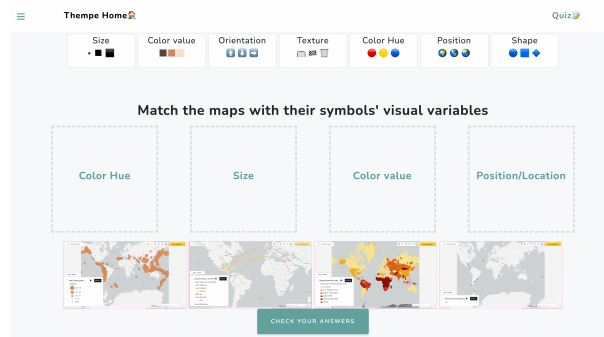 Thempe Home
Quiz
Size
Color value
Orientation
Texture
Color Hue
Position
Shape
Match the maps with their symbols' visual variables
Color Hue
Size
Color value
Position/Location
CHECK YOUR ANSWERS